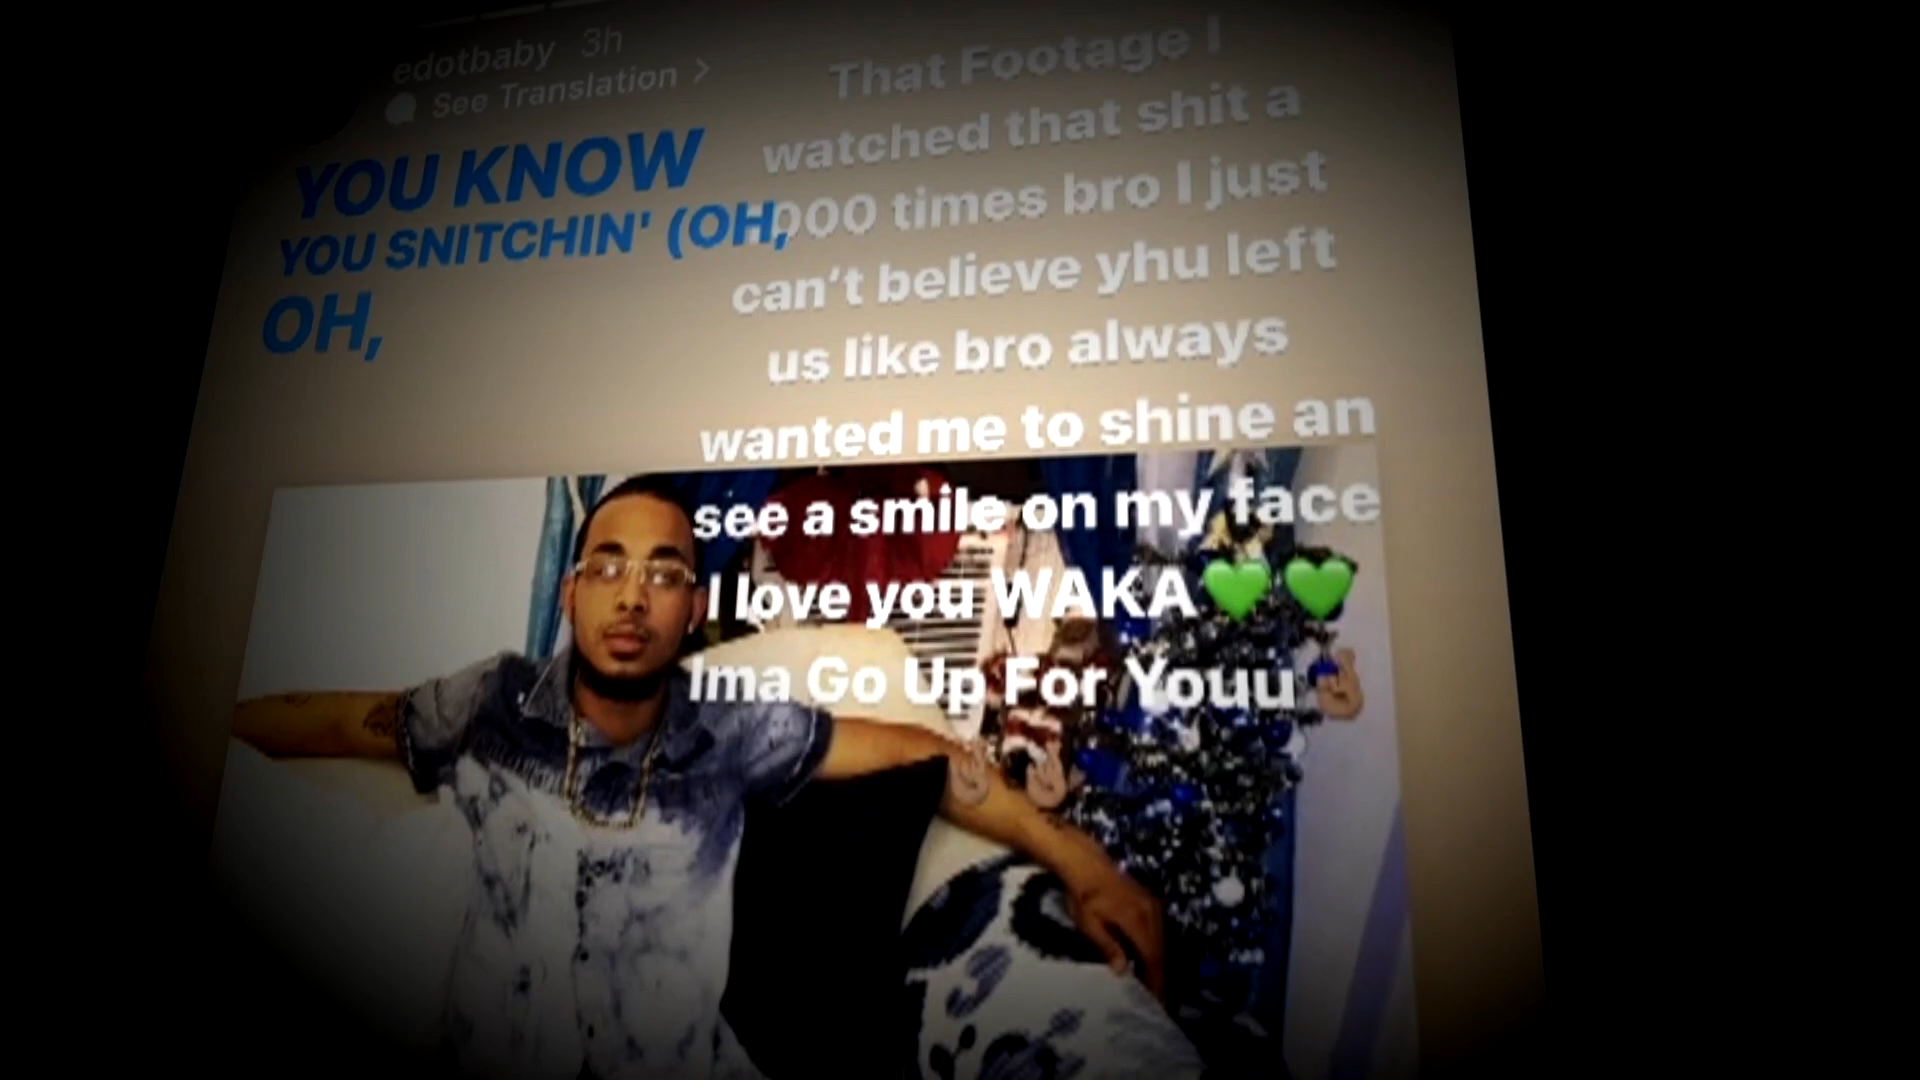 edotbaby 3h
See Translation >
YOU KNOW
YOU SNITCHIN' (OH,
OH,
That Footage I
watched that shit a
000 times bro I just
can't believe yhu left
us like bro always
wanted me to shine an
see a smile on my face
I love you WAKA💚💚
Ima Go Up For Youu